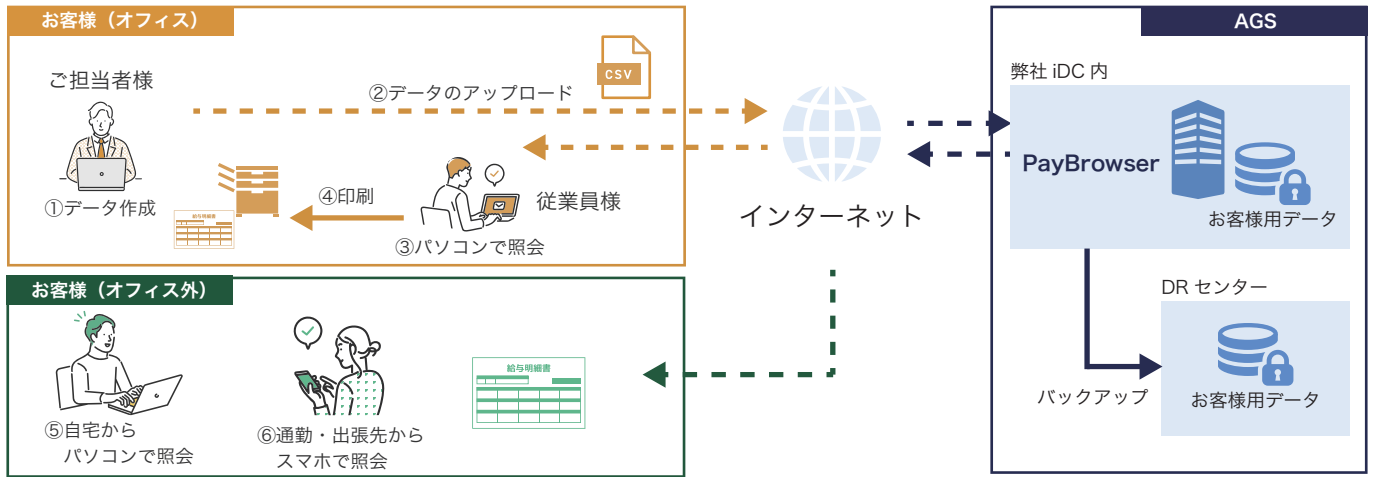 お客様（オフィス）
ご担当者様
①データ作成
②データのアップロード
CSV
給与明細書
④印刷
従業員様
③パソコンで照会
お客様（オフィス外）
⑤自宅から
パソコンで照会
⑥通勤・出張先から
スマホで照会
給与明細書
インターネット
AGS
弊社 iDC 内
PayBrowser
お客様用データ
DR センター
バックアップ
お客様用データ